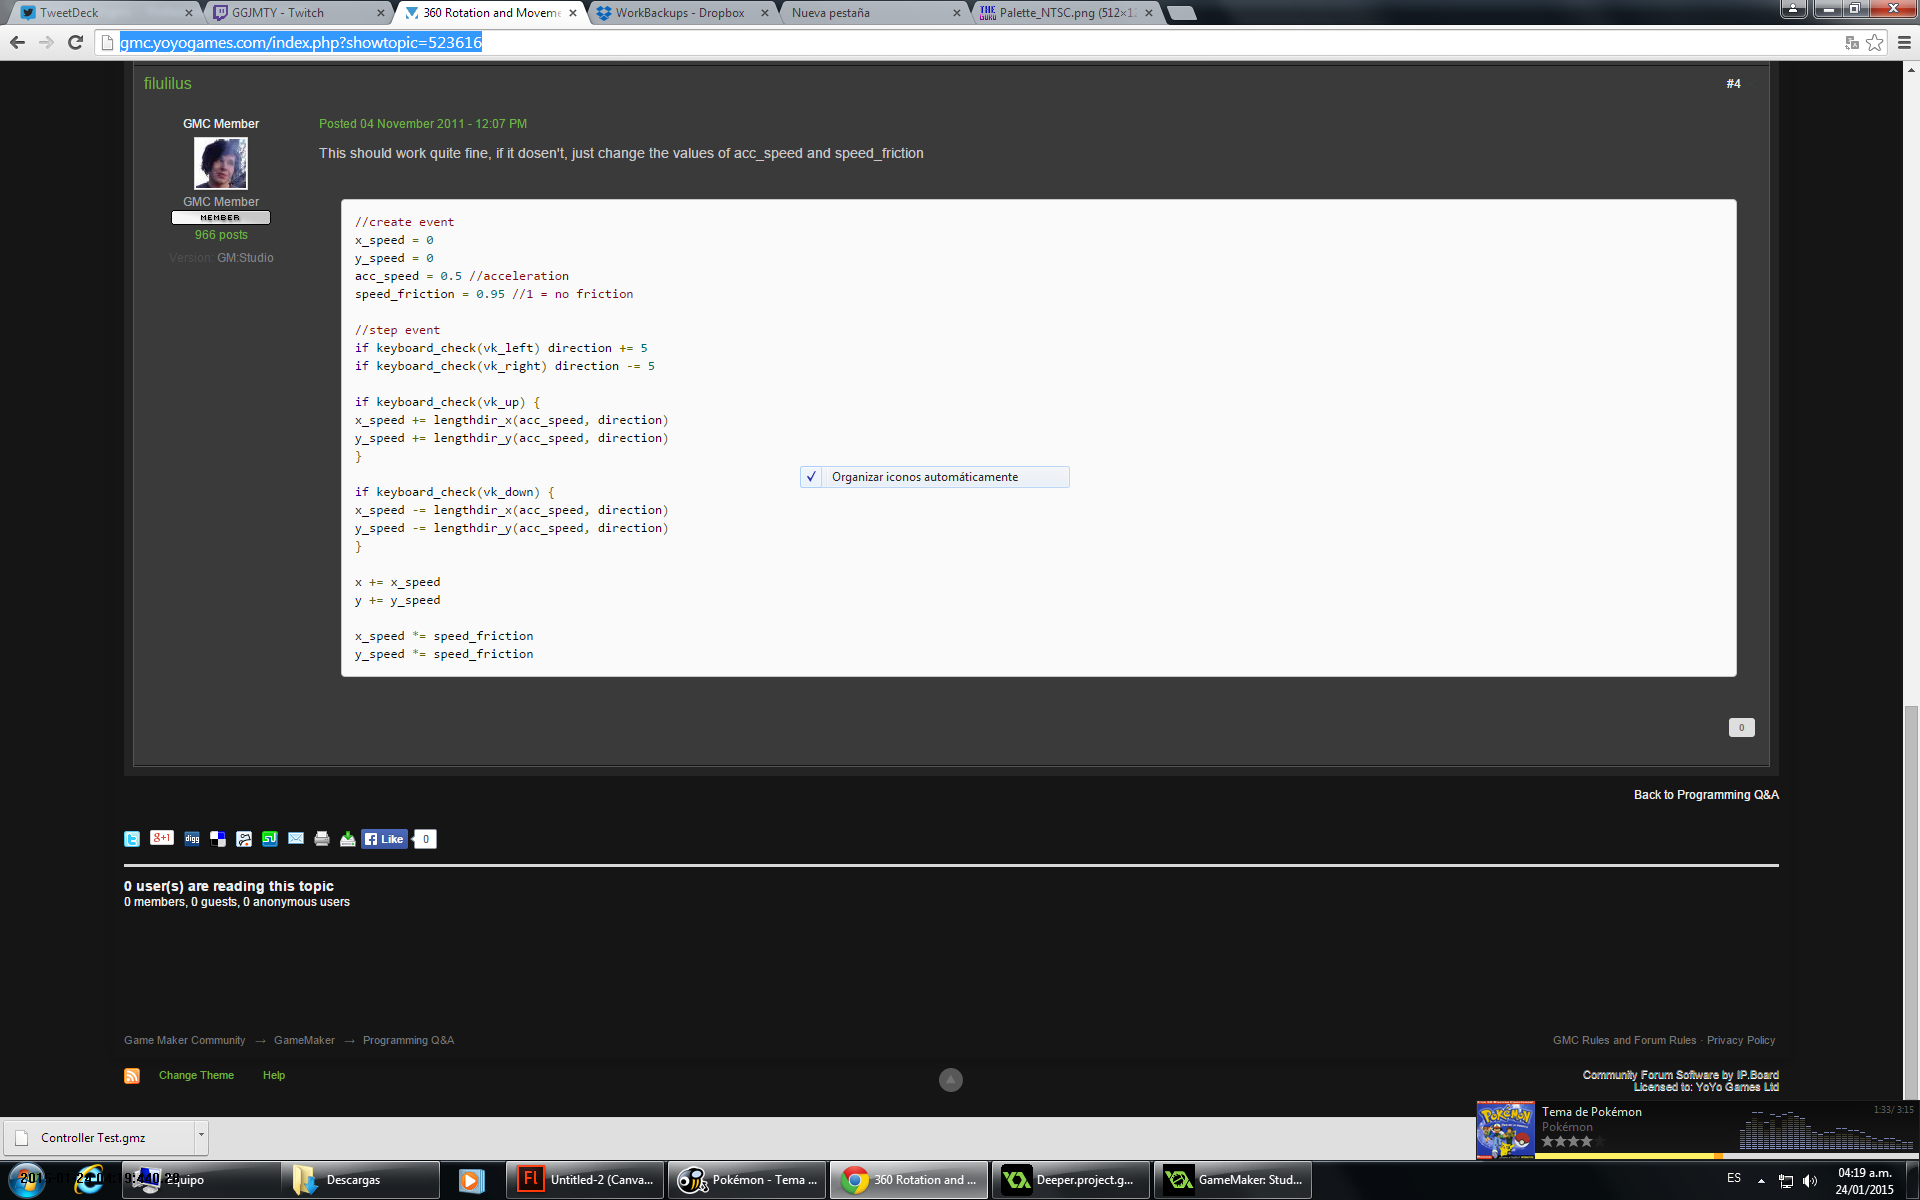 TweetDeck
GGJMTY - Twitch
360 Rotation and Moveme
WorkBackups - Dropbox
Nueva pestaña
THE GURU
Palette_NTSC.png (512×12
gmc.yoyogames.com/index.php?showtopic=523616
filulilus
#4
GMC Member
Posted 04 November 2011 - 12:07 PM
This should work quite fine, if it dosen't, just change the values of acc_speed and speed_friction
GMC Member
MEMBER
966 posts
Version: GM:Studio
//create event
x_speed = 0
y_speed = 0
acc_speed = 0.5 //acceleration
speed_friction = 0.95 //1 = no friction
//step event
if keyboard_check(vk_left) direction += 5
if keyboard_check(vk_right) direction -= 5
if keyboard_check(vk_up) {
x_speed += lengthdir_x(acc_speed, direction)
y_speed += lengthdir_y(acc_speed, direction)
}
Organizar iconos automáticamente
if keyboard_check(vk_down) {
x_speed -= lengthdir_x(acc_speed, direction)
y_speed -= lengthdir_y(acc_speed, direction)
}
x += x_speed
y += y_speed
x_speed *= speed_friction
y_speed *= speed_friction
0
Back to Programming Q&A
g+1
digg
Like
0
0 user(s) are reading this topic
0 members, 0 guests, 0 anonymous users
Game Maker Community → GameMaker → Programming Q&A
GMC Rules and Forum Rules · Privacy Policy
Change Theme
Help
Community Forum Software by IP.Board
Licensed to: YoYo Games Ltd
Tema de Pokémon
1:33/ 3:15
Pokémon
Controller Test.gmz
Equipo
Descargas
Fl
Untitled-2 (Canva...
Pokémon - Tema ...
360 Rotation and ...
Deeper.project.g...
GameMaker: Stud...
ES
04:19 a.m.
24/01/2015